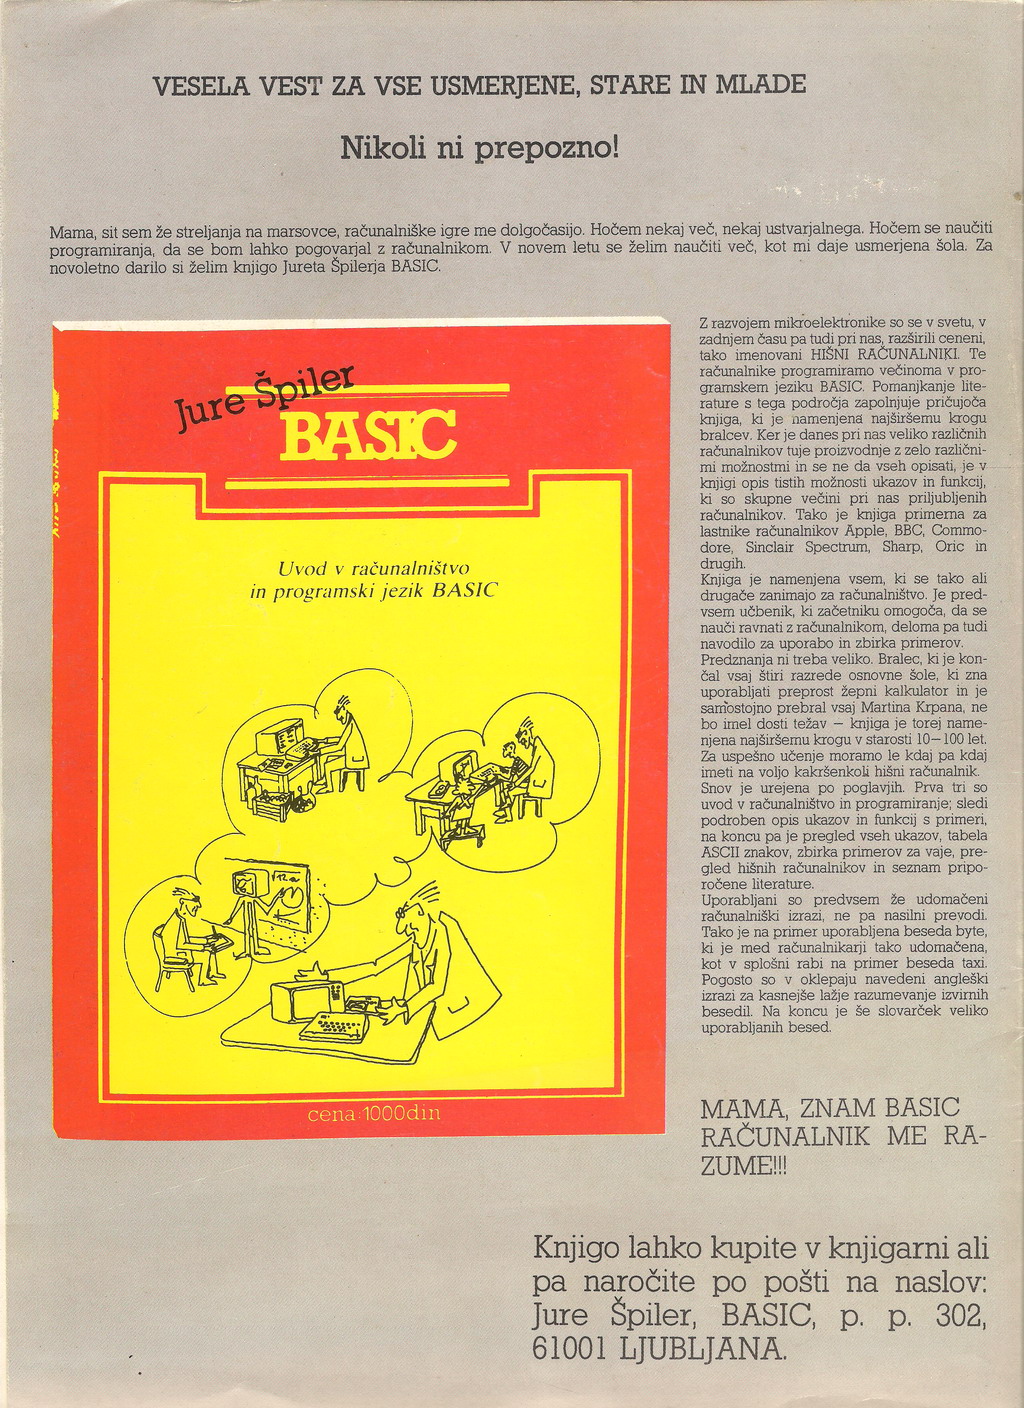 VESELA VEST ZA VSE USMERJENE, STARE IN MLADE
Nikoli ni prepozno!
Mama, sit sem že streljanja na marsovce, računalniške igre me dolgočasijo. Hočem nekaj več, nekaj ustvarjalnega. Hočem se naučiti
programiranja, da se bom lahko pogovarjal z računalnikom. V novem letu se želim naučiti več, kot mi daje usmerjena šola. Za
novoletno darilo si želim knjigo Jureta Špilerja BASIC.
Jure Špiler
BASIC
Uvod v računalništvo
in programski jezik BASIC
cena:1000din
Z razvojem mikroelektronike so se v svetu, v
zadnjem času pa tudi pri nas, razširili ceneni,
tako imenovani HIŠNI RAČUNALNIKI. Te
računalnike programiramo večinoma v pro-
gramskem jeziku BASIC. Pomanjkanje lite-
rature s tega področja zapolnjuje pričujoča
knjiga, ki je namenjena najširšemu krogu
bralcev. Ker je danes pri nas veliko različnih
računalnikov tuje proizvodnje z zelo različni-
mi možnostmi in se ne da vseh opisati, je v
knjigi opis tistih možnosti ukazov in funkcij,
ki so skupne večini pri nas priljubljenih
računalnikov. Tako je knjiga primerna za
lastnike računalnikov Apple, BBC, Commo-
dore, Sinclair Spectrum, Sharp, Oric in
drugih.
Knjiga je namenjena vsem, ki se tako ali
drugače zanimajo za računalništvo. Je pred-
vsem učbenik, ki začetniku omogoča, da se
nauči ravnati z računalnikom, deloma pa tudi
navodilo za uporabo in zbirka primerov.
Predznanja ni treba veliko. Bralec, ki je kon-
čal vsaj štiri razrede osnovne šole, ki zna
uporabljati preprost žepni kalkulator in je
samostojno prebral vsaj Martina Krpana, ne
bo imel dosti težav — knjiga je torej name-
njena najširšemu krogu v starosti 10—100 let.
Za uspešno učenje moramo le kdaj pa kdaj
imeti na voljo kakršenkoli hišni računalnik.
Snov je urejena po poglavjih. Prva tri so
uvod v računalništvo in programiranje; sledi
podroben opis ukazov in funkcij s primeri,
na koncu pa je pregled vseh ukazov, tabela
ASCII znakov, zbirka primerov za vaje, pre-
gled hišnih računalnikov in seznam pripo-
ročene literature.
Uporabljani so predvsem že udomačeni
računalniški izrazi, ne pa nasilni prevodi.
Tako je na primer uporabljena beseda byte,
ki je med računalnikarji tako udomačena,
kot v splošni rabi na primer beseda taxi.
Pogosto so v oklepaju navedeni angleški
izrazi za kasnejše lažje razumevanje izvirnih
besedil. Na koncu je še slovarček veliko
uporabljanih besed.
MAMA, ZNAM BASIC
RAČUNALNIK ME RA-
ZUME!!!
Knjigo lahko kupite v knjigarni ali
pa naročite po pošti na naslov:
Jure Špiler, BASIC, p. p. 302,
61001 LJUBLJANA.